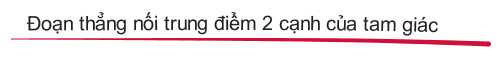 Đoạn thẳng nối trung điểm 2 cạnh của tam giác